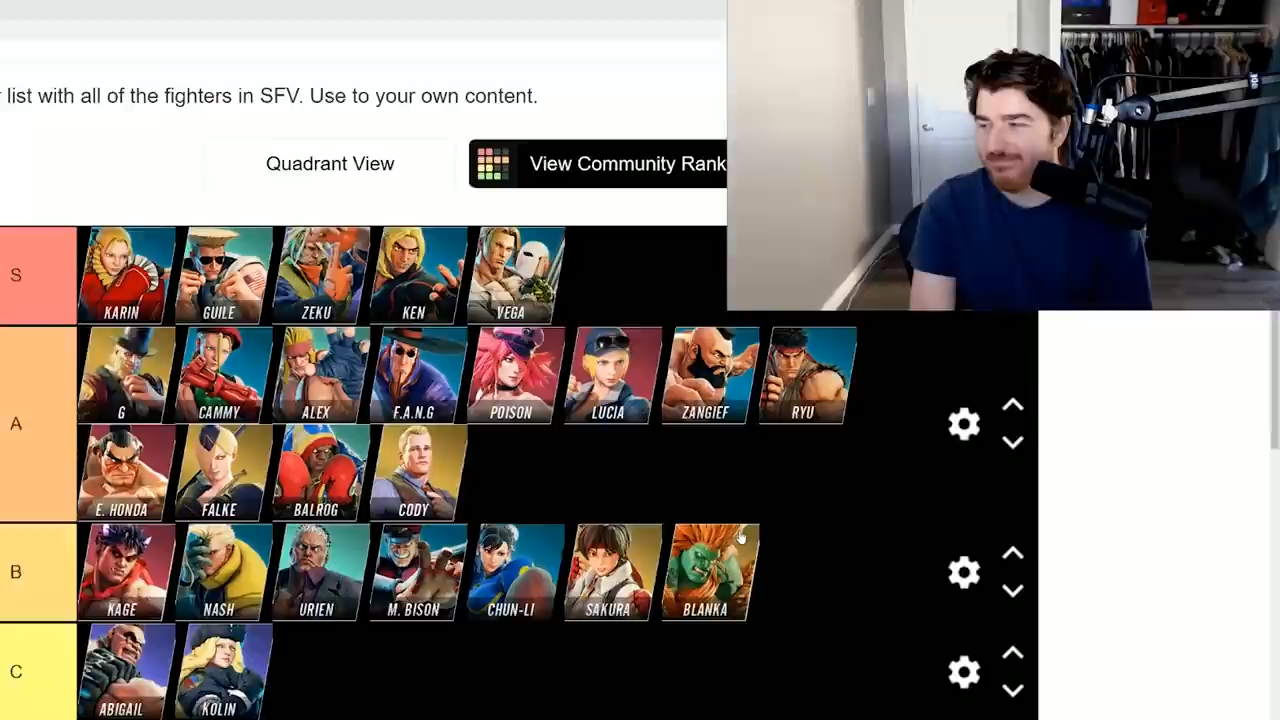 list with all of the fighters in SFV. Use to your own content.
Quadrant View
View Community Rank
S
KARIN GUILE ZEKU KEN VEGA
A
G CAMMY ALEX F.A.N.G POISON LUCIA ZANGIEF RYU
E. HONDA FALKE BALROG CODY
B
KAGE NASH URIEN M. BISON CHUN-LI SAKURA BLANKA
C
ABIGAIL KOLIN